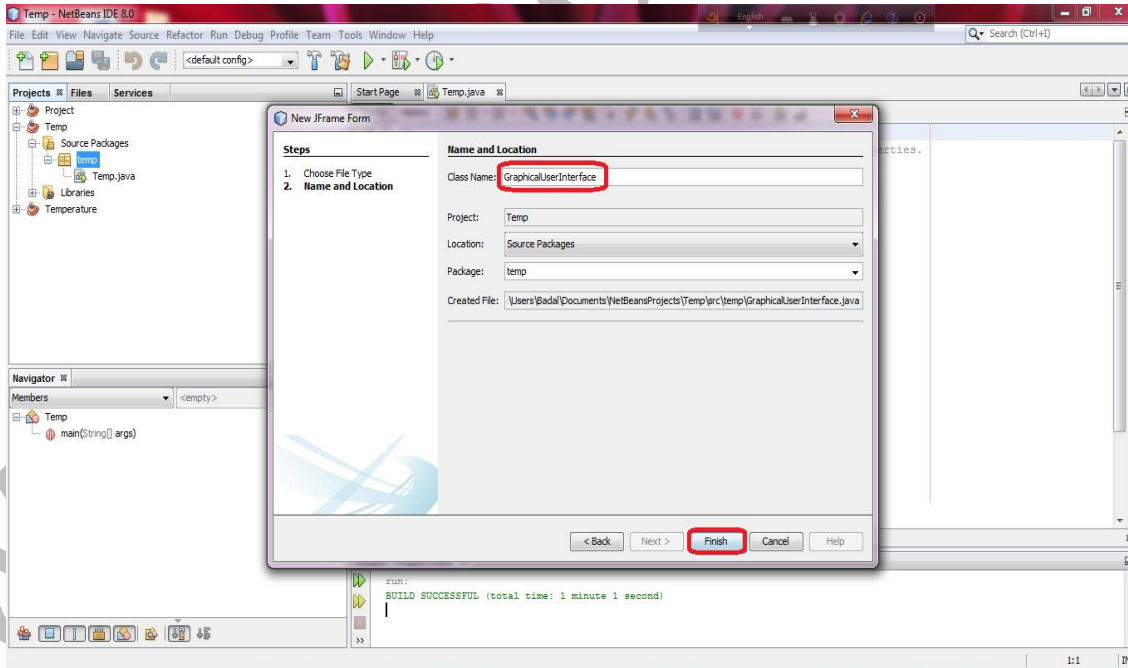 Temp - NetBeans IDE 8.0
English
File Edit View Navigate Source Refactor Run Debug Profile Team Tools Window Help
Search (Ctrl+I)
<default config>
Projects Files Services
Start Page Temp.java
Project
Temp
Source Packages
temp
Temp.java
Libraries
Temperature
New JFrame Form
Steps
1. Choose File Type
2. Name and Location
Name and Location
Class Name: GraphicalUserInterface
Project: Temp
Location: Source Packages
Package: temp
Created File: \Users\Badal\Documents\NetBeansProjects\Temp\src\temp\GraphicalUserInterface.java
erties.
Navigator
Members <empty>
Temp
main(String[] args)
< Back Next > Finish Cancel Help
run:
BUILD SUCCESSFUL (total time: 1 minute 1 second)
1:1